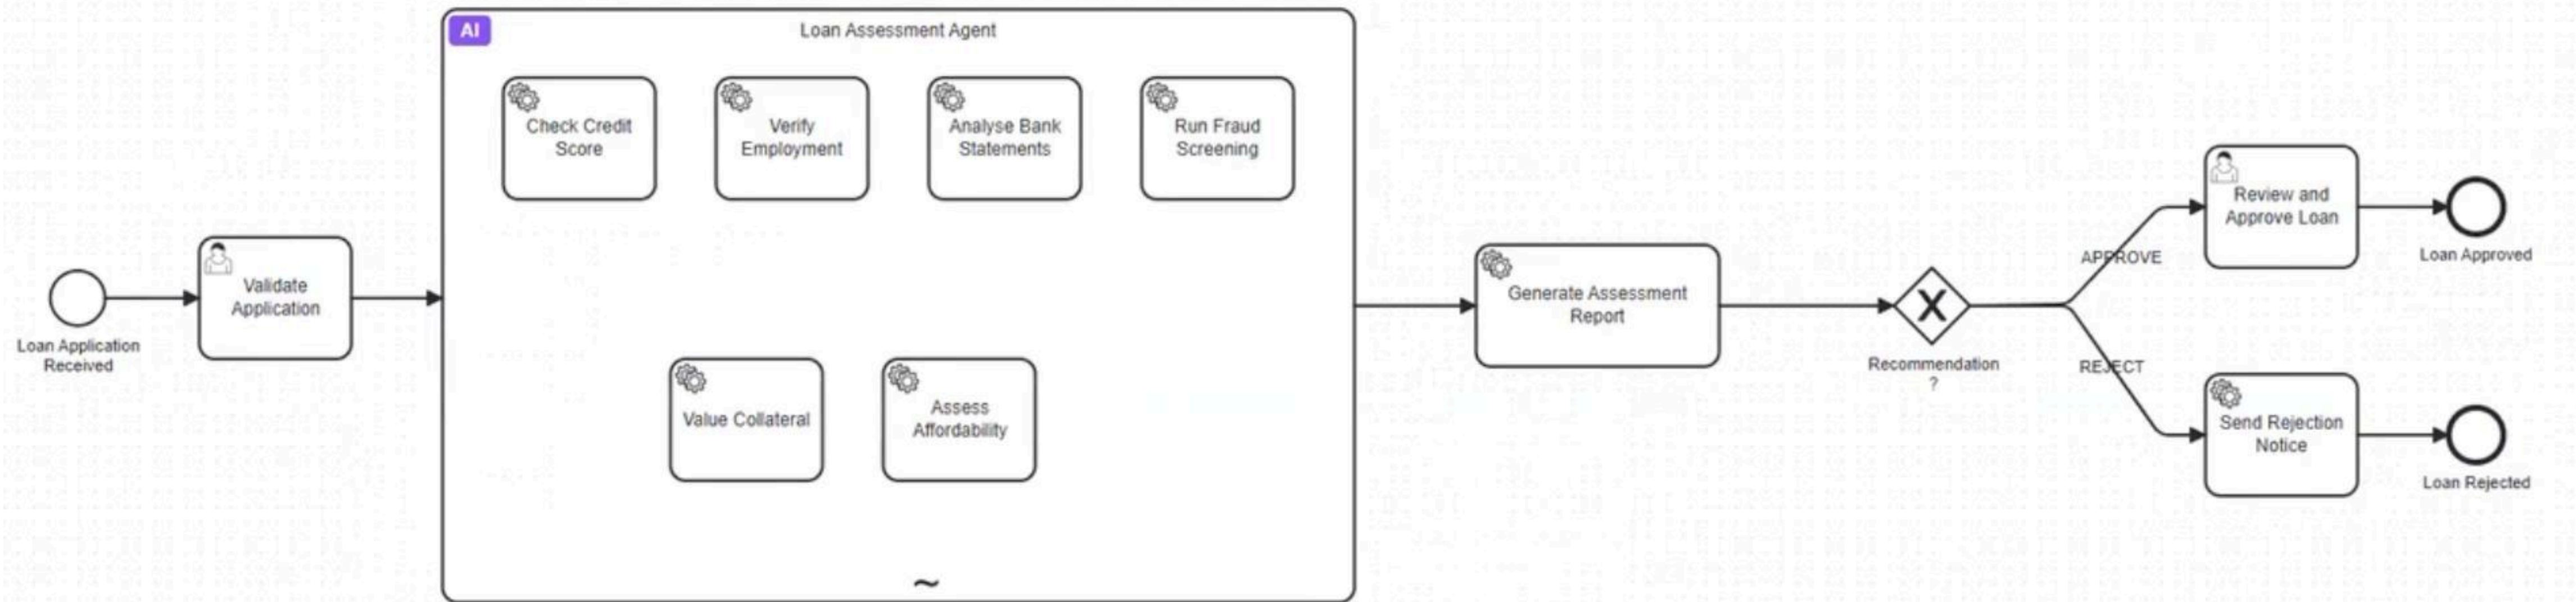 AI
Loan Assessment Agent
Check Credit
Score
Verify
Employment
Analyse Bank
Statements
Run Fraud
Screening
Value Collateral
Assess
Affordability
~
Loan Application
Received
Validate
Application
Generate Assessment
Report
X
Recommendation
?
APPROVE
REJECT
Review and
Approve Loan
Loan Approved
Send Rejection
Notice
Loan Rejected